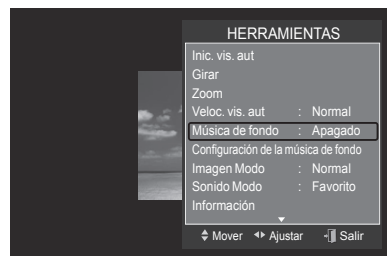 HERRAMIENTAS
Inic. vis. aut
Girar
Zoom
Veloc. vis. aut : Normal
Música de fondo : Apagado
Configuración de la música de fondo
Imagen Modo : Normal
Sonido Modo : Favorito
Información
Mover Ajustar Salir